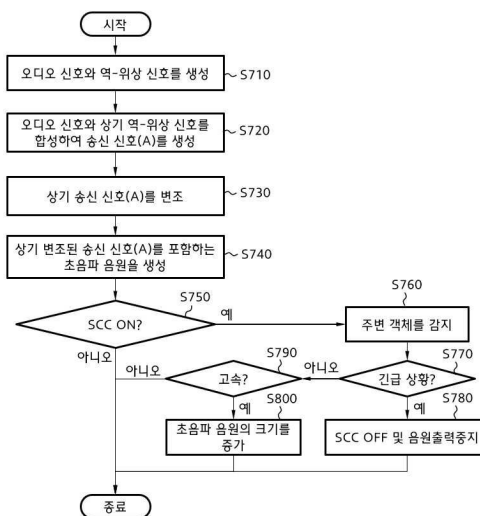 시작
오디오 신호와 역-위상 신호를 생성
S710
오디오 신호와 상기 역-위상 신호를
합성하여 송신 신호(A)를 생성
S720
상기 송신 신호(A)를 변조
S730
상기 변조된 송신 신호(A)를 포함하는
초음파 음원을 생성
S740
S750
SCC ON?
예
아니오
S760
주변 객체를 감지
S770
긴급 상황?
아니오
예
S790
고속?
아니오
예
S780
SCC OFF 및 음원출력중지
S800
초음파 음원의 크기를
증가
종료